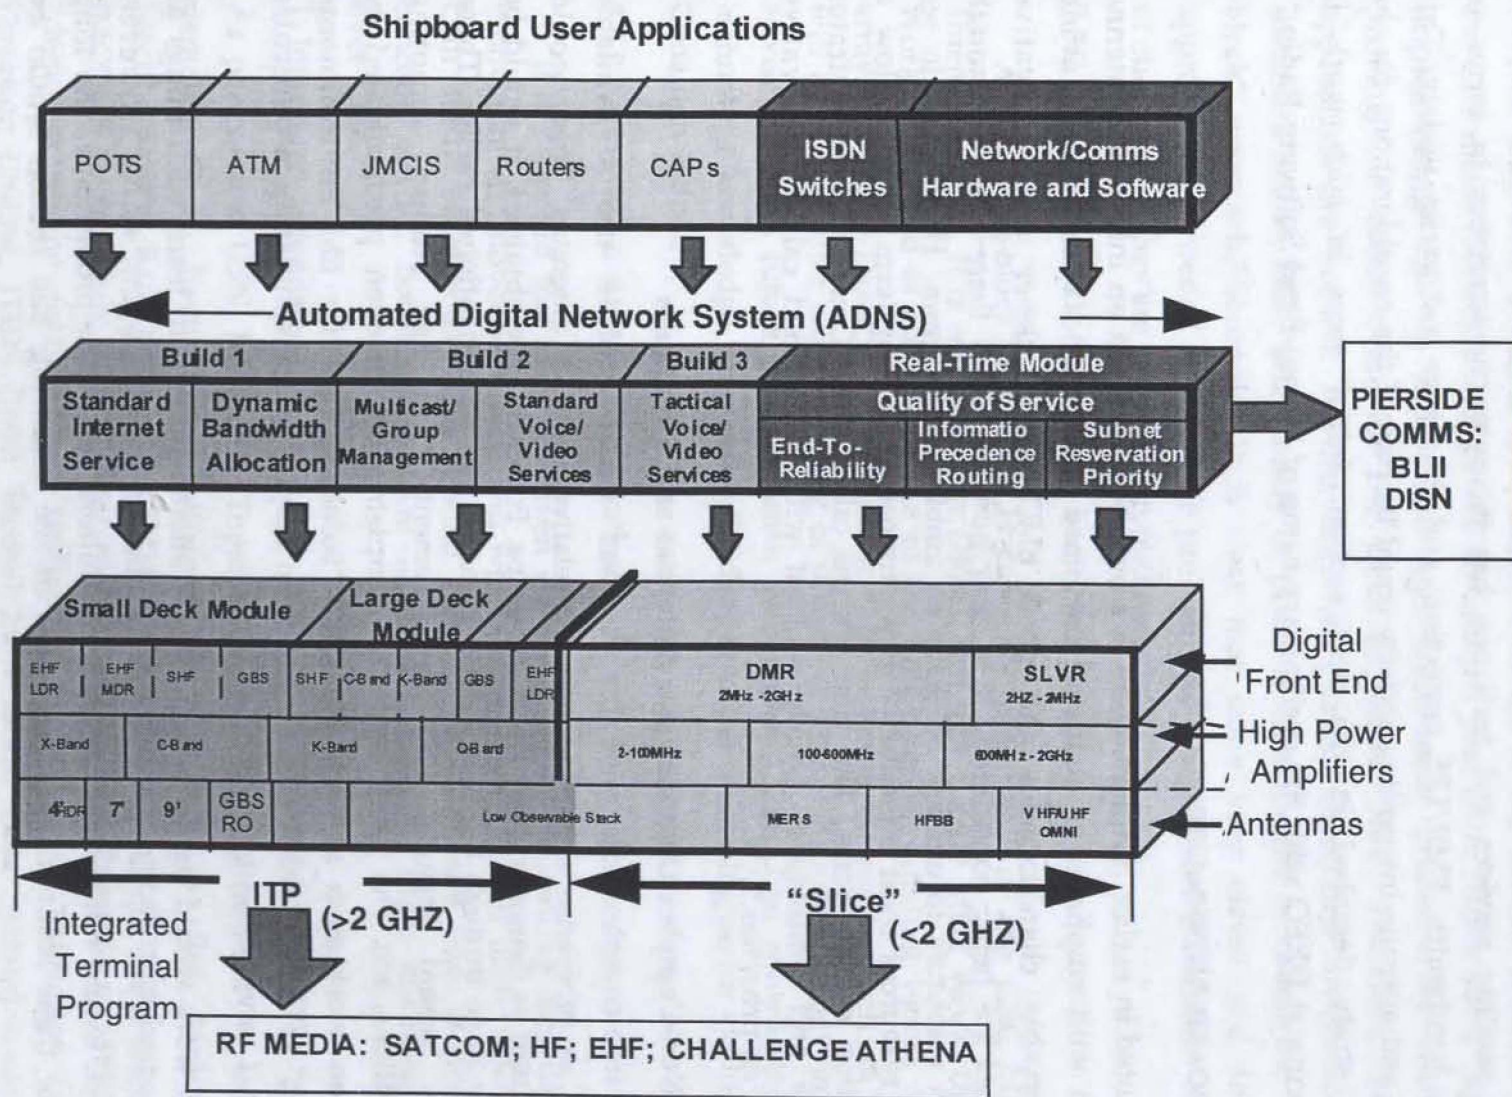 Shipboard User Applications
POTS
ATM
JMCIS
Routers
CAPs
ISDN
Switches
Network/Comms
Hardware and Software
Automated Digital Network System (ADNS)
Build 1
Build 2
Build 3
Real-Time Module
Standard
Internet
Service
Dynamic
Bandwidth
Allocation
Multicast/
Group
Management
Standard
Voice/
Video
Services
Tactical
Voice/
Video
Services
Quality of Service
End-To-
Reliability
Informatio
Precedence
Routing
Subnet
Reservation
Priority
PIERSIDE
COMMS:
BLII
DISN
Small Deck Module
Large Deck
Module
EHF
LDR
EHF
MDR
SHF
GBS
SHF
C-Band
K-Band
GBS
EHF
LDR
DMR
2MHz -2GHz
SLVR
2HZ - 2MHz
Digital
Front End
X-Band
C-Band
K-Band
Q-Band
2-100MHz
100-600MHz
600MHz - 2GHz
High Power
Amplifiers
4'
7'
9'
GBS
RO
Low Observable Stack
MERS
HFBB
VHF/UHF
OMNI
Antennas
ITP
(>2 GHZ)
"Slice"
(<2 GHZ)
Integrated
Terminal
Program
RF MEDIA: SATCOM; HF; EHF; CHALLENGE ATHENA